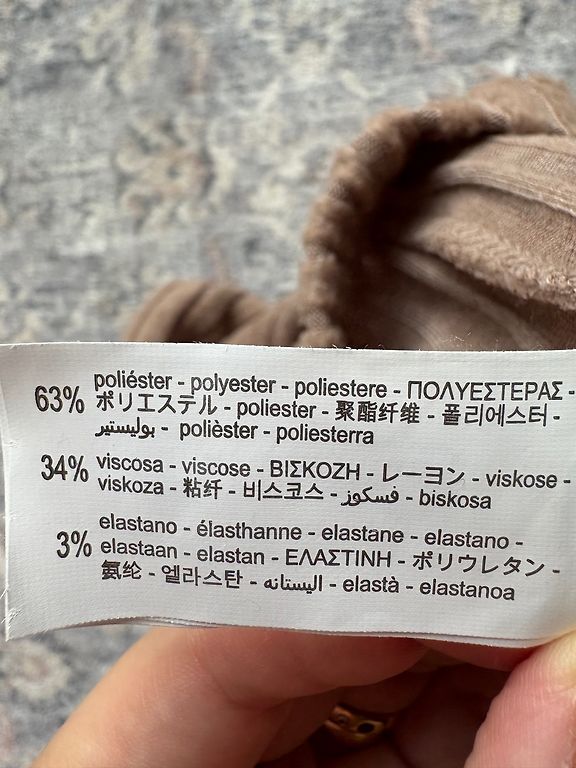 63% poliéster - polyester - poliestere - ΠΟΛΥΕΣΤΕΡΑΣ -
ポリエステル - poliester - 聚酯纤维 - 폴리에스터 -
بوليستير - polièster - poliesterra
34% viscosa - viscose - ΒΙΣΚΟΖΗ - レーヨン - viskose -
viskoza - 粘纤 - 비스코스 - فسكوز - biskosa
3% elastano - élasthanne - elastane - elastano -
elastaan - elastan - ΕΛΑΣΤΙΝΗ - ポリウレタン -
氨纶 - 엘라스탄 - اليستانه - elastà - elastanoa